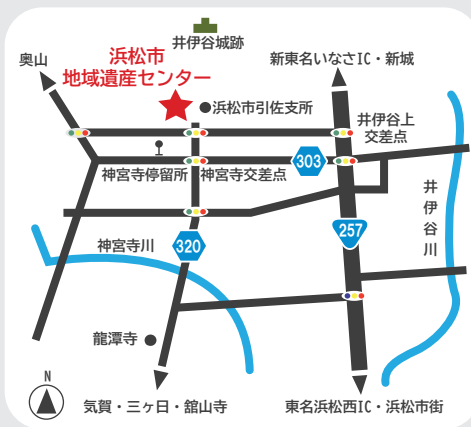 井伊谷城跡
奥山
浜松市
地域遺産センター
新東名いなさIC・新城
浜松市引佐支所
井伊谷上
交差点
神宮寺停留所
神宮寺交差点
303
井伊谷川
257
神宮寺川
320
龍潭寺
N
気賀・三ヶ日・舘山寺
東名浜松西IC・浜松市街